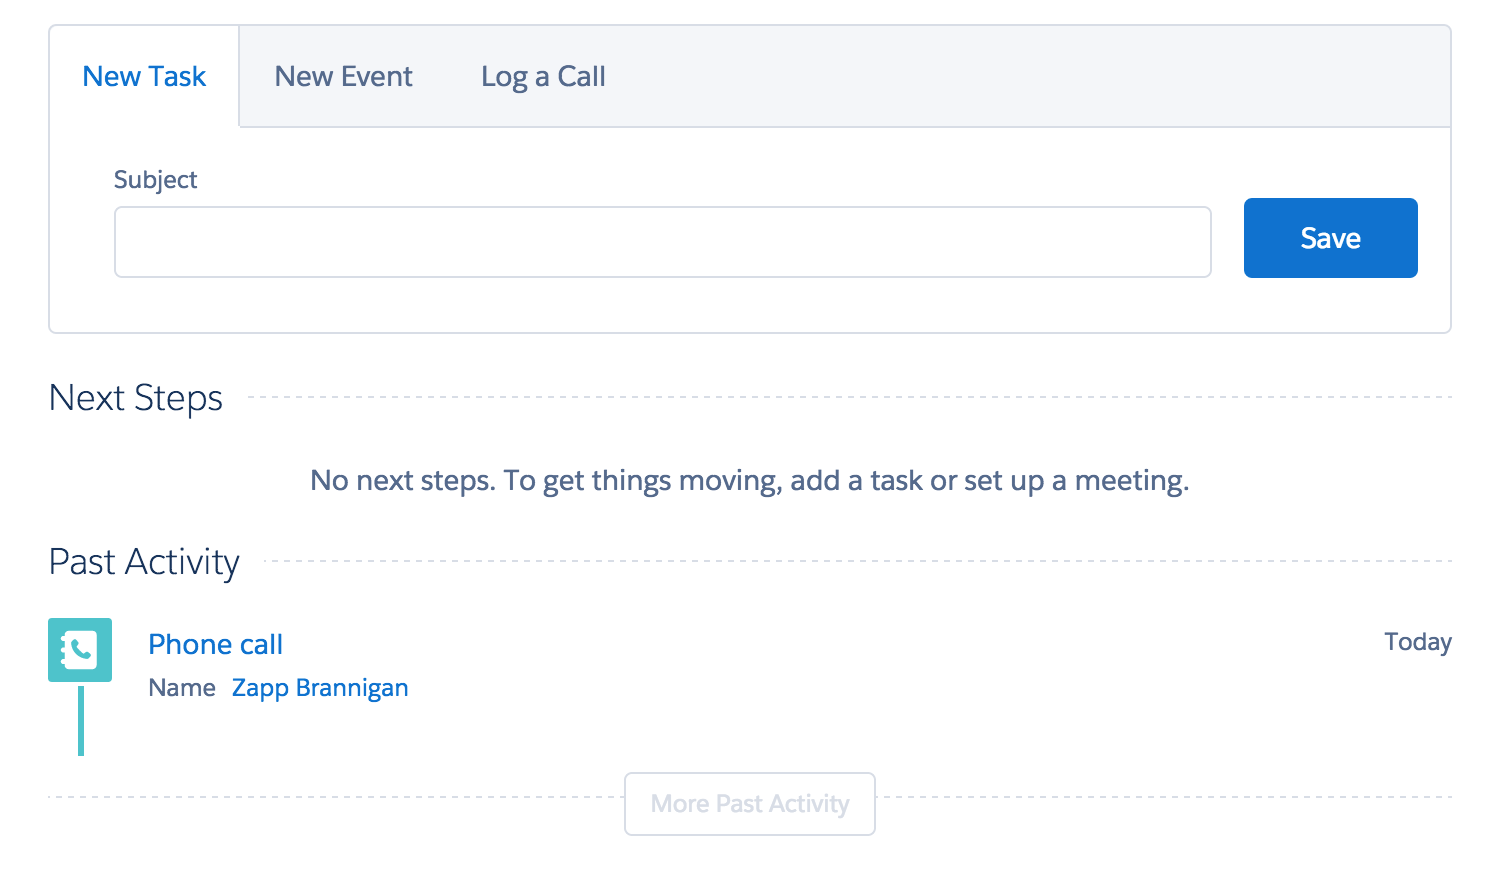 New Task New Event Log a Call
Subject
Save
Next Steps
No next steps. To get things moving, add a task or set up a meeting.
Past Activity
Phone call Today
Name Zapp Brannigan
More Past Activity